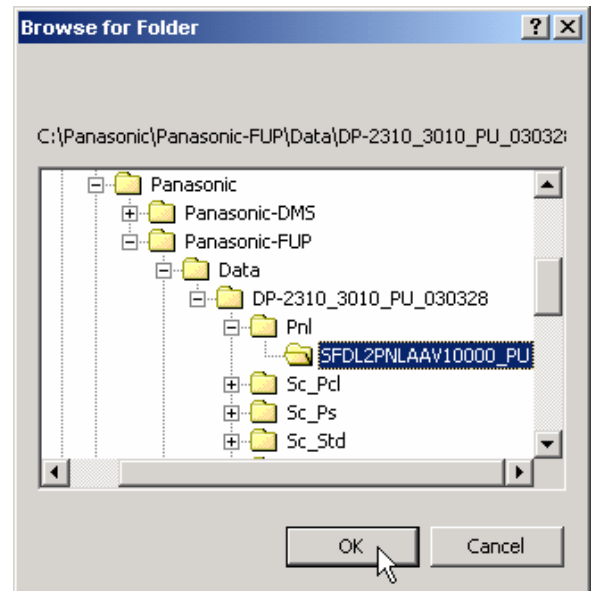 Browse for Folder
C:\Panasonic\Panasonic-FUP\Data\DP-2310_3010_PU_03032
Panasonic
Panasonic-DMS
Panasonic-FUP
Data
DP-2310_3010_PU_030328
Pnl
SFDL2PNLAAV10000_PU
Sc_Pcl
Sc_Ps
Sc_Std
OK Cancel